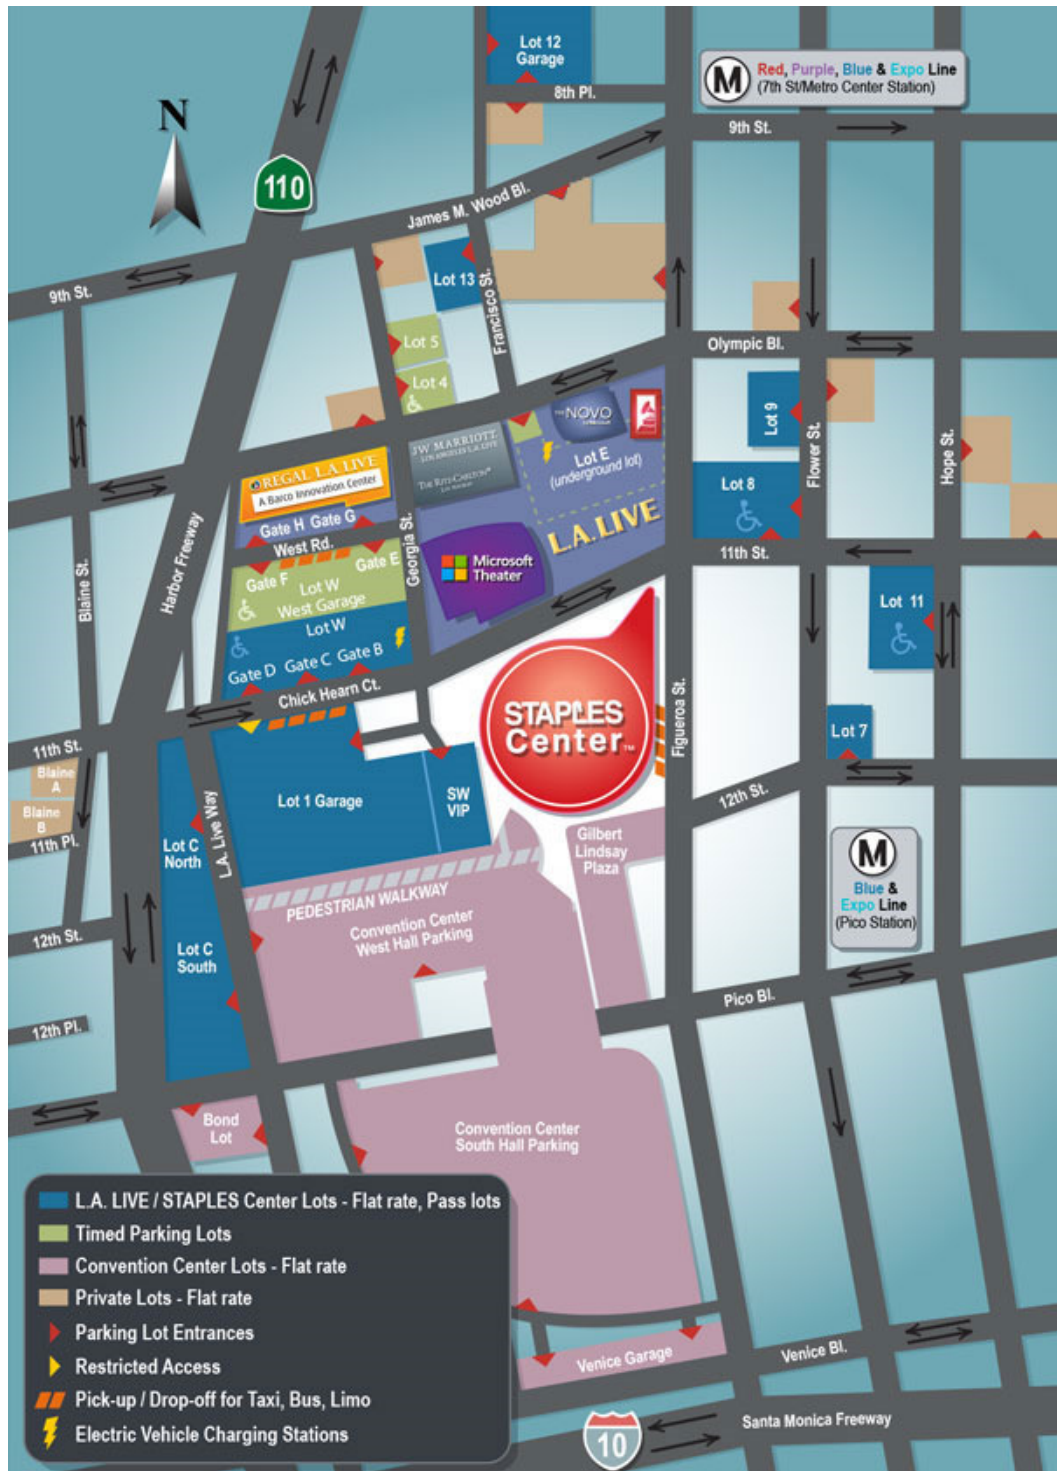 Lot 12
Garage
8th Pl.
M
Red, Purple, Blue & Expo Line
(7th St/Metro Center Station)
9th St.
N
110
James M. Wood Bl.
9th St.
Lot 13
Francisco St.
Lot 5
Lot 4
Olympic Bl.
Lot 9
Flower St.
Hope St.
THE NOVO
JW MARRIOTT
LOS ANGELES L.A. LIVE
THE RITZ-CARLTON
Lot E
(underground lot)
L.A. LIVE
REGAL L.A. LIVE
A Barco Innovation Center
Gate H Gate G
West Rd.
Georgia St.
Gate F
Gate E
Lot W
West Garage
Lot W
Gate D Gate C Gate B
Chick Hearn Ct.
Microsoft
Theater
Lot 8
11th St.
Lot 11
Lot 7
Harbor Freeway
Blaine St.
11th St.
Blaine
A
Blaine
B
11th Pl.
STAPLES
Center™
Figueroa St.
12th St.
Lot 1 Garage
SW
VIP
L.A. Live Way
Lot C
North
Lot C
South
Gilbert
Lindsay
Plaza
M
Blue &
Expo Line
(Pico Station)
PEDESTRIAN WALKWAY
Convention Center
West Hall Parking
12th St.
12th Pl.
Pico Bl.
Bond
Lot
Convention Center
South Hall Parking
L.A. LIVE / STAPLES Center Lots - Flat rate, Pass lots
Timed Parking Lots
Convention Center Lots - Flat rate
Private Lots - Flat rate
Parking Lot Entrances
Restricted Access
Pick-up / Drop-off for Taxi, Bus, Limo
Electric Vehicle Charging Stations
Venice Garage
Venice Bl.
10
Santa Monica Freeway